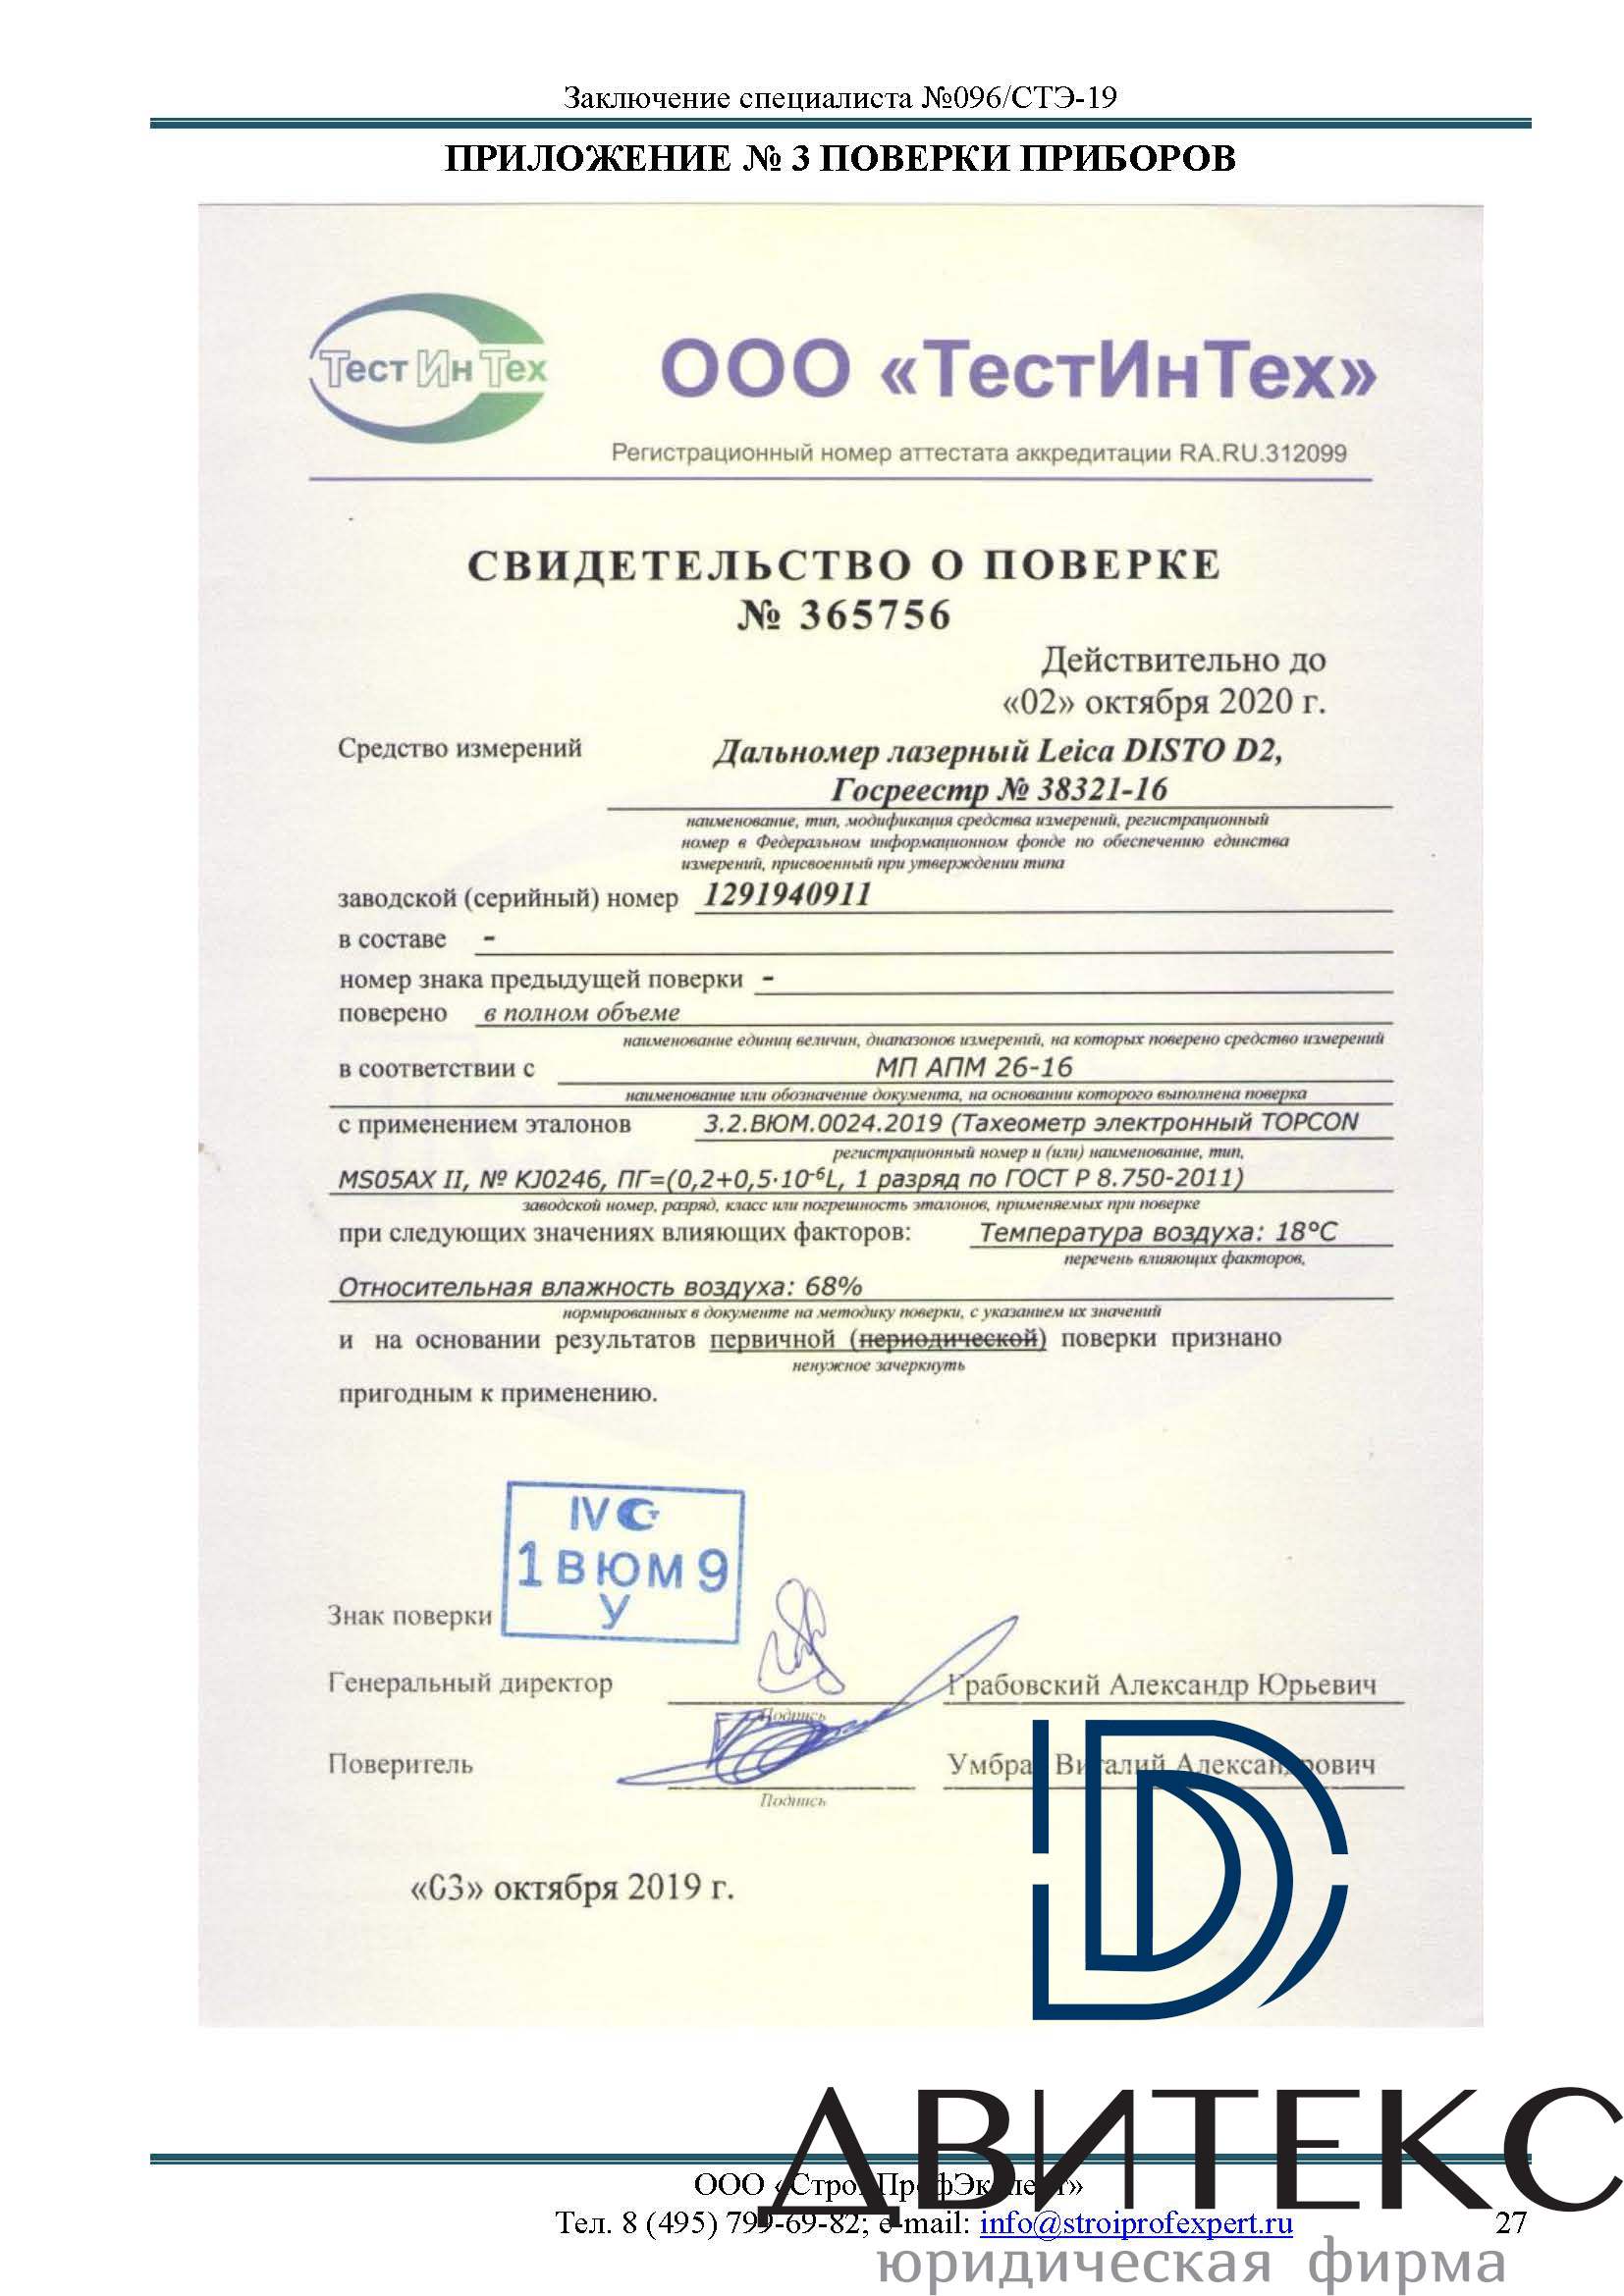 Заключение специалиста №096/СТЭ-19
ПРИЛОЖЕНИЕ № 3 ПОВЕРКИ ПРИБОРОВ
Тест Ин Тех
ООО «ТестИнТех»
Регистрационный номер аттестата аккредитации RA.RU.312099
СВИДЕТЕЛЬСТВО О ПОВЕРКЕ
№ 365756
Действительно до
«02» октября 2020 г.
Средство измерений Дальномер лазерный Leica DISTO D2,
Госреестр № 38321-16
наименование, тип, модификация средства измерений, регистрационный
номер в Федеральном информационном фонде по обеспечению единства
измерений, присвоенный при утверждении типа
заводской (серийный) номер 1291940911
в составе -
номер знака предыдущей поверки -
поверено в полном объеме
наименование единиц величин, диапазонов измерений, на которых поверено средство измерений
в соответствии с МП АПМ 26-16
наименование или обозначение документа, на основании которого выполнена поверка
с применением эталонов 3.2.ВЮМ.0024.2019 (Тахеометр электронный TOPCON
регистрационный номер и (или) наименование, тип,
MS05AX II, № KJ0246, ПГ=(0,2+0,5·10⁻⁶L, 1 разряд по ГОСТ Р 8.750-2011)
заводской номер, разряд, класс или погрешность эталонов, применяемых при поверке
при следующих значениях влияющих факторов: Температура воздуха: 18°С
перечень влияющих факторов,
Относительная влажность воздуха: 68%
нормированных в документе на методику поверки, с указанием их значений
и на основании результатов первичной (периодической) поверки признано
ненужное зачеркнуть
пригодным к применению.
IV
1 ВЮМ 9
У
Знак поверки
Генеральный директор Грабовский Александр Юрьевич
Подпись
Поверитель Виталий Александрович
Подпись
«03» октября 2019 г.
ДВИТЕКС
ООО «СтройПрофЭксперт»
Тел. 8 (495) 799-69-82; e-mail: info@stroiprofexpert.ru 27
юридическая фирма